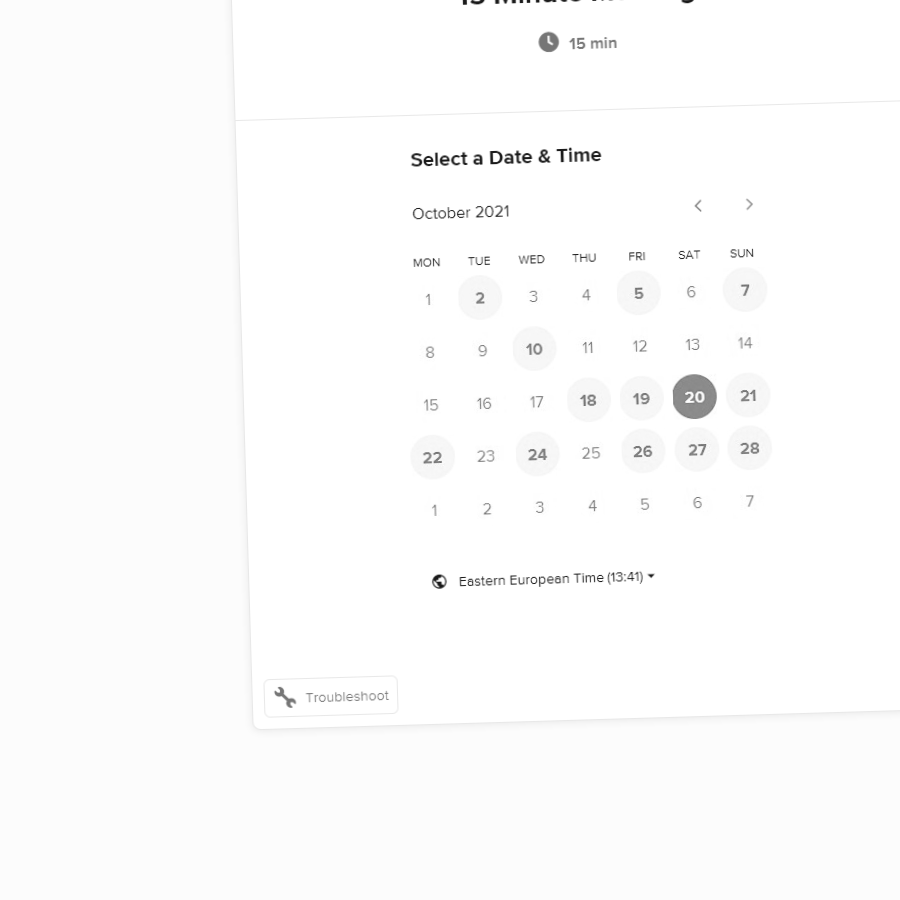 15 min
Select a Date & Time
October 2021
MON TUE WED THU FRI SAT SUN
1 2 3 4 5 6 7
8 9 10 11 12 13 14
15 16 17 18 19 20 21
22 23 24 25 26 27 28
1 2 3 4 5 6 7
Eastern European Time (13:41)
Troubleshoot